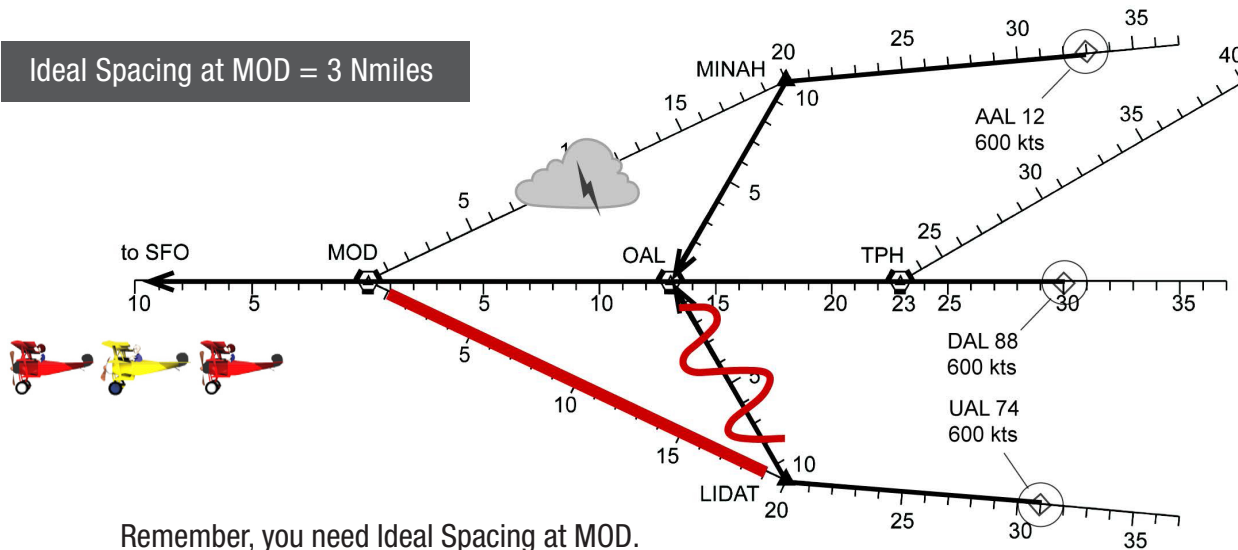 Ideal Spacing at MOD = 3 Nmiles
MINAH
20
25
30
35
40
15
10
AAL 12
600 kts
35
5
5
30
25
to SFO
MOD
OAL
TPH
10
5
5
10
15
20
23
25
30
35
5
5
DAL 88
600 kts
10
UAL 74
600 kts
15
10
LIDAT
20
25
30
35
Remember, you need Ideal Spacing at MOD.